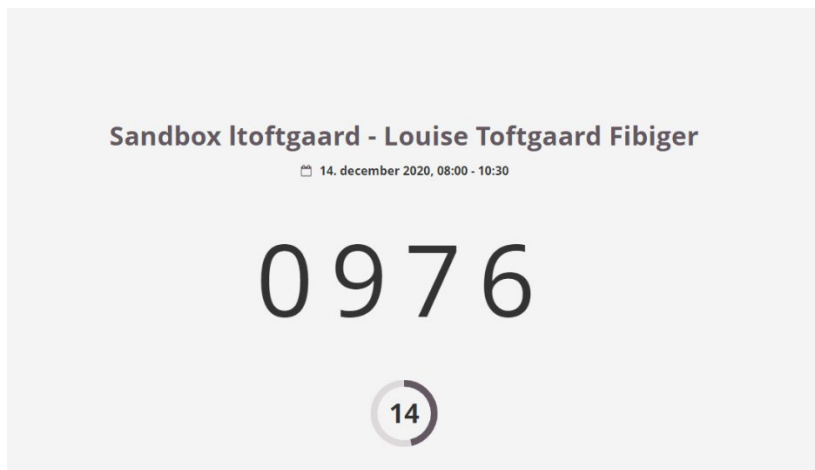 Sandbox ltoftgaard - Louise Toftgaard Fibiger
14. december 2020, 08:00 - 10:30
0976
14